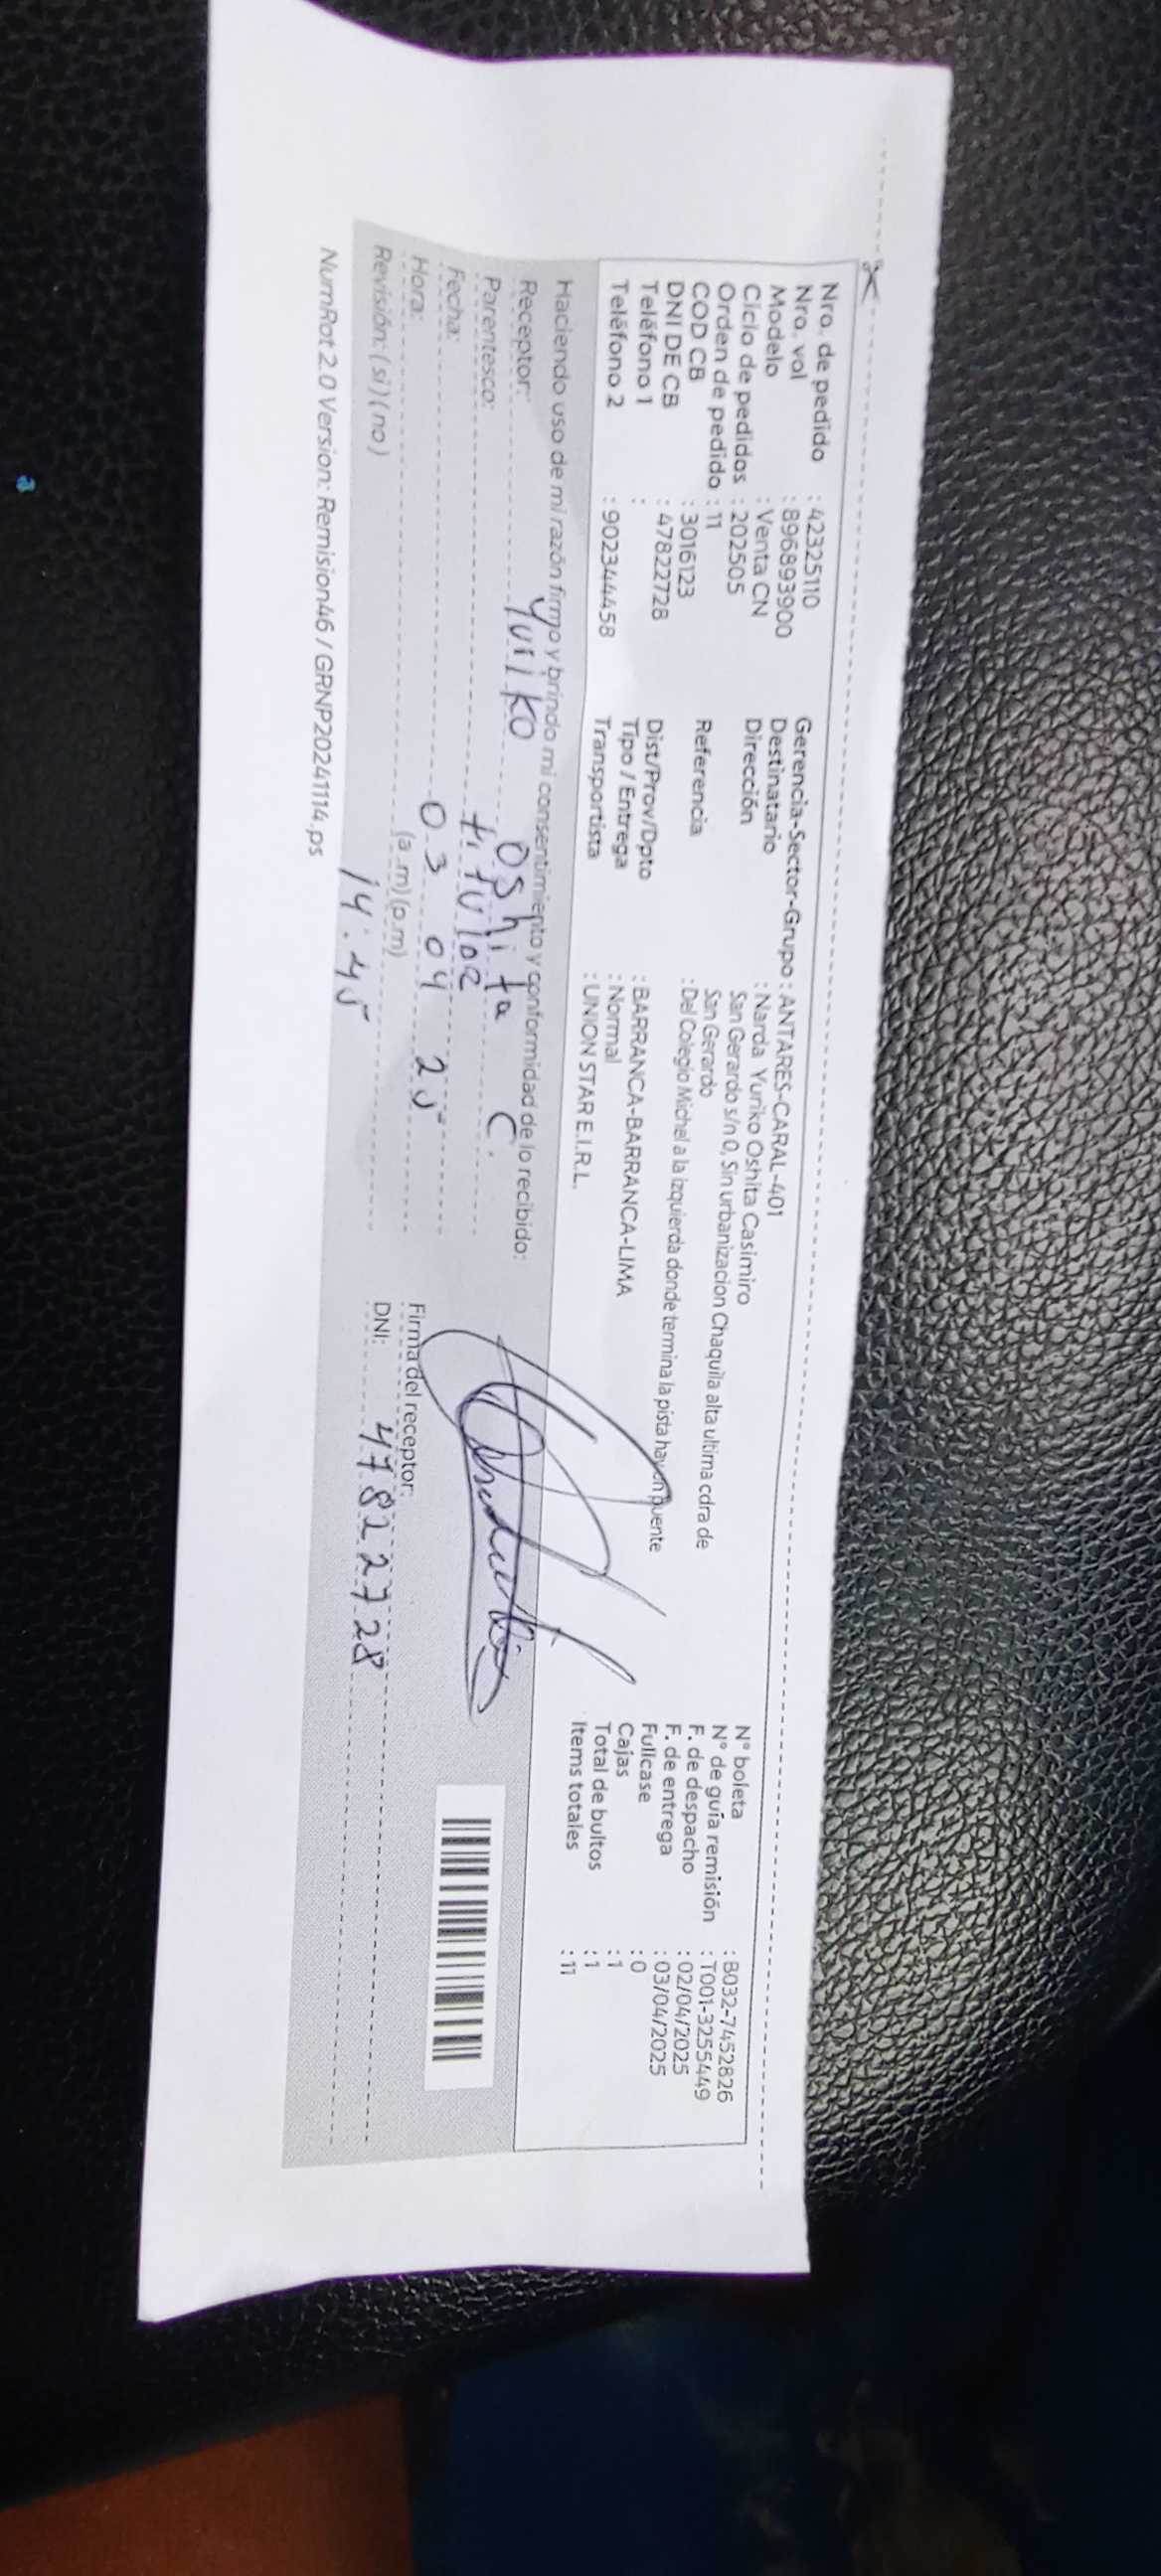 Nro. de pedido : 42325110
Nro. vol : 896893900
Modelo : Venta CN
Ciclo de pedidos : 202505
Orden de pedido : 11
COD CB : 3016123
DNI DE CB : 47822728
Teléfono 1 :
Teléfono 2 : 902344458
Gerencia-Sector-Grupo : ANTARES-CARAL-401
Destinatario : Narda Yuriko Oshita Casimiro
Dirección San Gerardo s/n 0, Sin urbanizacion Chaquila alta ultima cdra de
San Gerardo
Referencia : Del Colegio Michel a la izquierda donde termina la pista hay un puente
Dist/Prov/Dpto : BARRANCA-BARRANCA-LIMA
Tipo / Entrega : Normal
Transportista : UNION STAR E.I.R.L.
N° boleta : B032-7452826
N° de guía remisión : T001-3255449
F. de despacho : 02/04/2025
F. de entrega : 03/04/2025
Fullcase : 0
Cajas : 1
Total de bultos : 1
Items totales : 11
Haciendo uso de mi razón firmo y brindo mi consentimiento y conformidad de lo recibido:
Receptor: Yuriko Oshita C.
Parentesco: titular
Fecha: 03 04 25
Hora: (a.m) (p.m) 14:45
Revisión: (si) (no)
Firma del receptor:
DNI: 47822728
NumRot 2.0 Version: Remision46 / GRNP20241114.ps